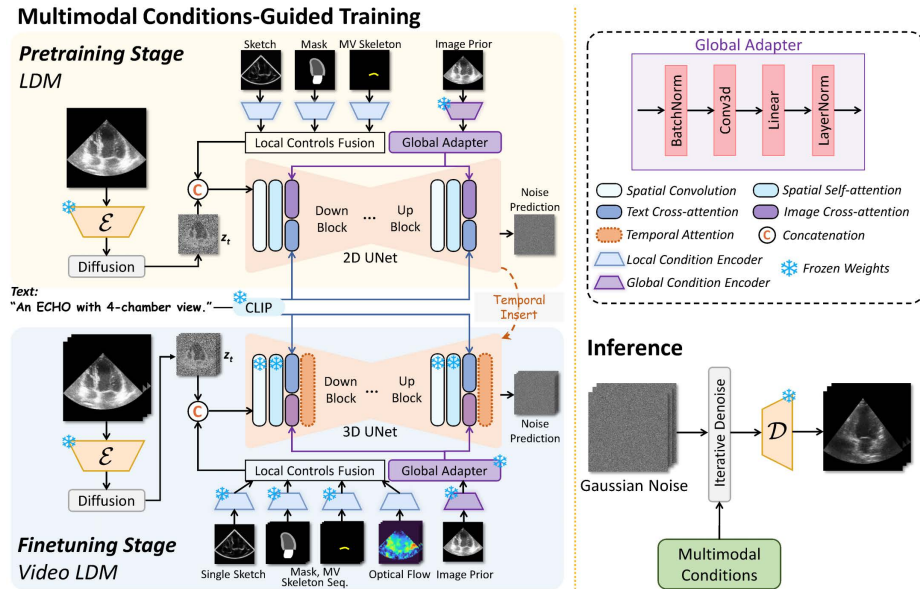 Multimodal Conditions-Guided Training
Pretraining Stage
LDM
Sketch
Mask
MV Skeleton
Image Prior
Local Controls Fusion
Global Adapter
C
ℰ
z_t
Diffusion
Down
Block
...
Up
Block
2D UNet
Noise
Prediction
Text:
“An ECHO with 4-chamber view.”
CLIP
Temporal
Insert
z_t
C
ℰ
Diffusion
Down
Block
...
Up
Block
3D UNet
Noise
Prediction
Local Controls Fusion
Global Adapter
Finetuning Stage
Video LDM
Single Sketch
Mask, MV
Skeleton Seq.
Optical Flow
Image Prior
Global Adapter
BatchNorm
Conv3d
Linear
LayerNorm
Spatial Convolution
Spatial Self-attention
Text Cross-attention
Image Cross-attention
Temporal Attention
C
Concatenation
Local Condition Encoder
Frozen Weights
Global Condition Encoder
Inference
Gaussian Noise
Iterative Denoise
𝒟
Multimodal
Conditions